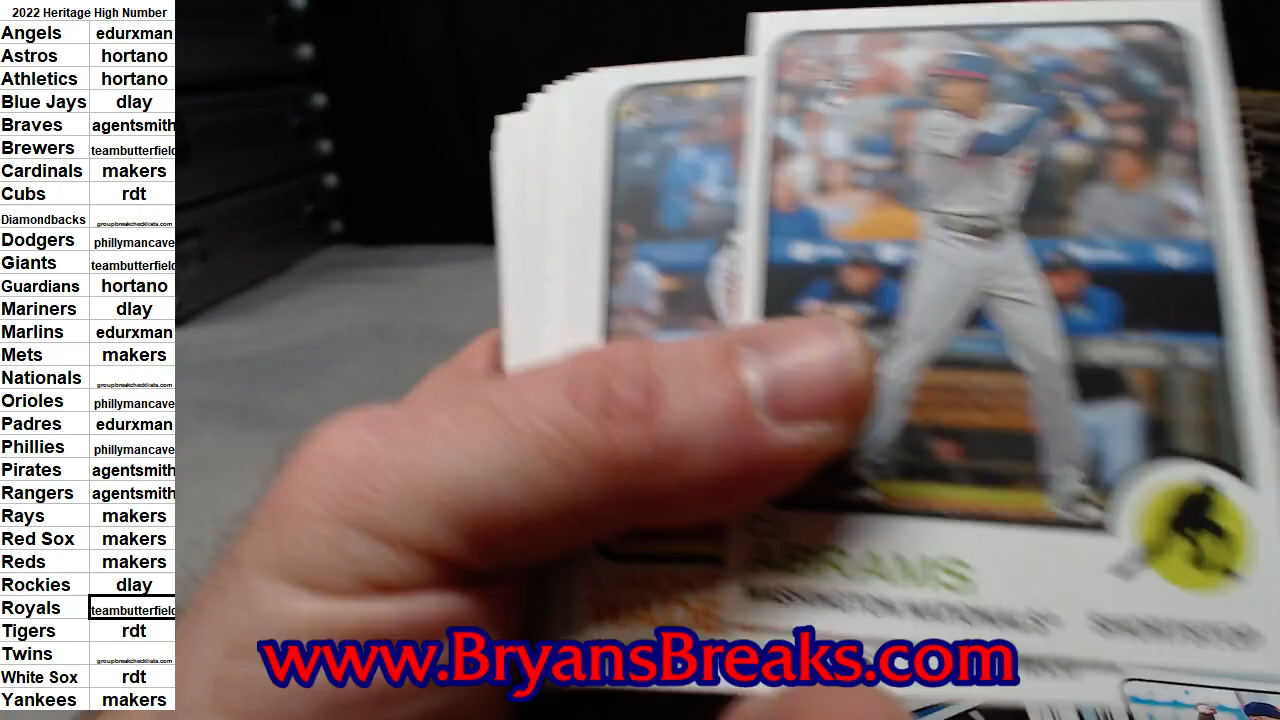 2022 Heritage High Number
Angels edurxman
Astros hortano
Athletics hortano
Blue Jays dlay
Braves agentsmith
Brewers teambutterfield
Cardinals makers
Cubs rdt
Diamondbacks groupbreakchecklists.com
Dodgers phillymancave
Giants teambutterfield
Guardians hortano
Mariners dlay
Marlins edurxman
Mets makers
Nationals groupbreakchecklists.com
Orioles phillymancave
Padres edurxman
Phillies phillymancave
Pirates agentsmith
Rangers agentsmith
Rays makers
Red Sox makers
Reds makers
Rockies dlay
Royals teambutterfield
Tigers rdt
Twins groupbreakchecklists.com
White Sox rdt
Yankees makers
ABRAMS
WASHINGTON NATIONALS
www.BryansBreaks.com